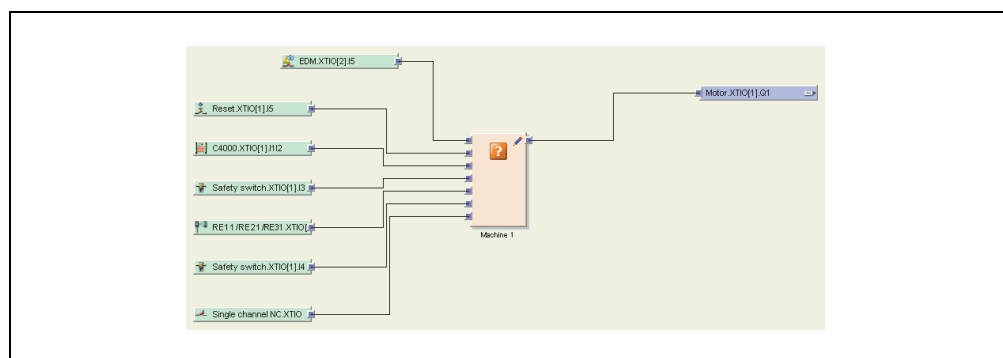 EDM.XTIO[2].I5
Motor.XTIO[1].Q1
Reset.XTIO[1].I5
C4000.XTIO[1].I1I2
Safety switch.XTIO[1].I3
RE11/RE21/RE31.XTIO[
Safety switch.XTIO[1].I4
Single channel NC.XTIO
?
Machine 1